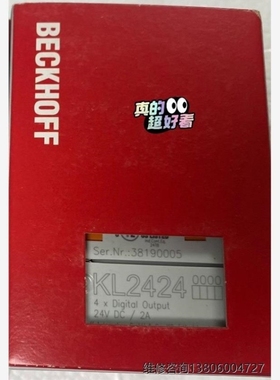 BECKHOFF
真的
超好看
Ser.Nr.:38190005
KL2424
4 x Digital Output
24V DC / 2A
维修咨询13806004727